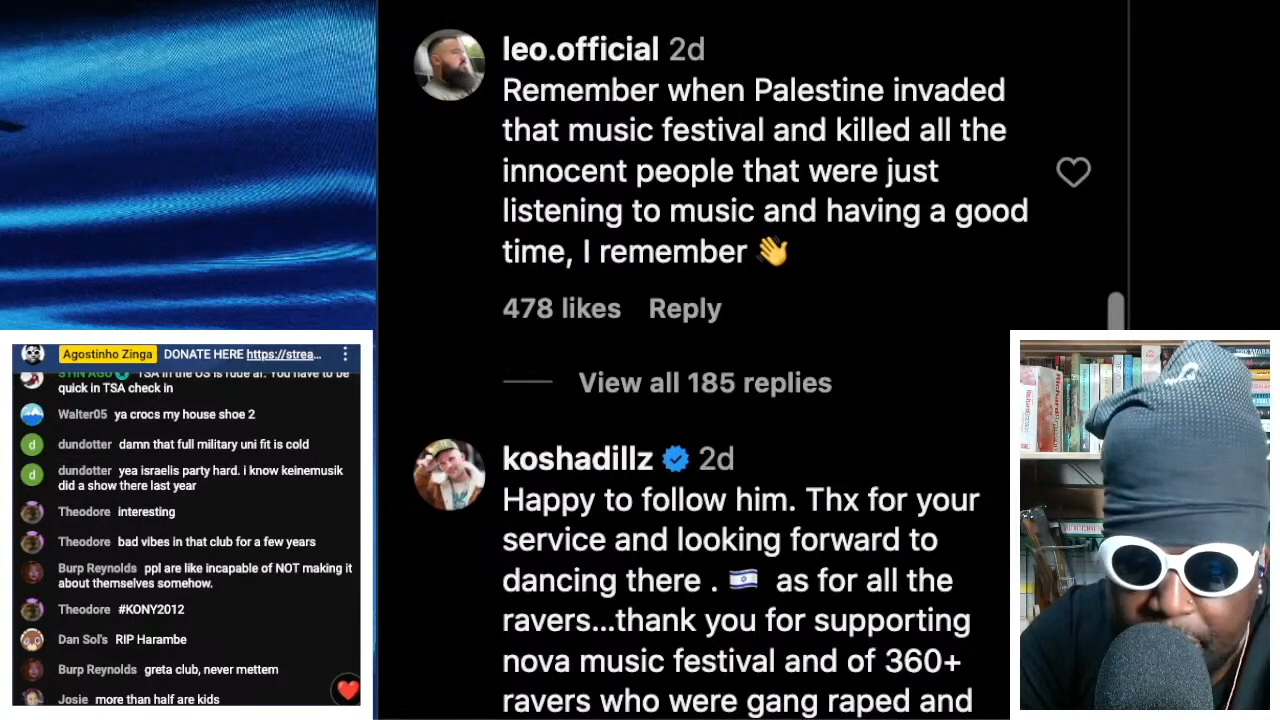 leo.official 2d
Remember when Palestine invaded
that music festival and killed all the
innocent people that were just
listening to music and having a good
time, I remember 👋
478 likes Reply
View all 185 replies
koshadillz 2d
Happy to follow him. Thx for your
service and looking forward to
dancing there . 🇮🇱 as for all the
ravers...thank you for supporting
nova music festival and of 360+
ravers who were gang raped and
Agostinho Zinga DONATE HERE https://strea...
TSA in the US is rude af. You have to be
quick in TSA check in
Walter05 ya crocs my house shoe 2
dundotter damn that full military uni fit is cold
dundotter yea israelis party hard. i know keinemusik
did a show there last year
Theodore interesting
Theodore bad vibes in that club for a few years
Burp Reynolds ppl are like incapable of NOT making it
about themselves somehow.
Theodore #KONY2012
Dan Sol's RIP Harambe
Burp Reynolds greta club, never mettem
Josie more than half are kids